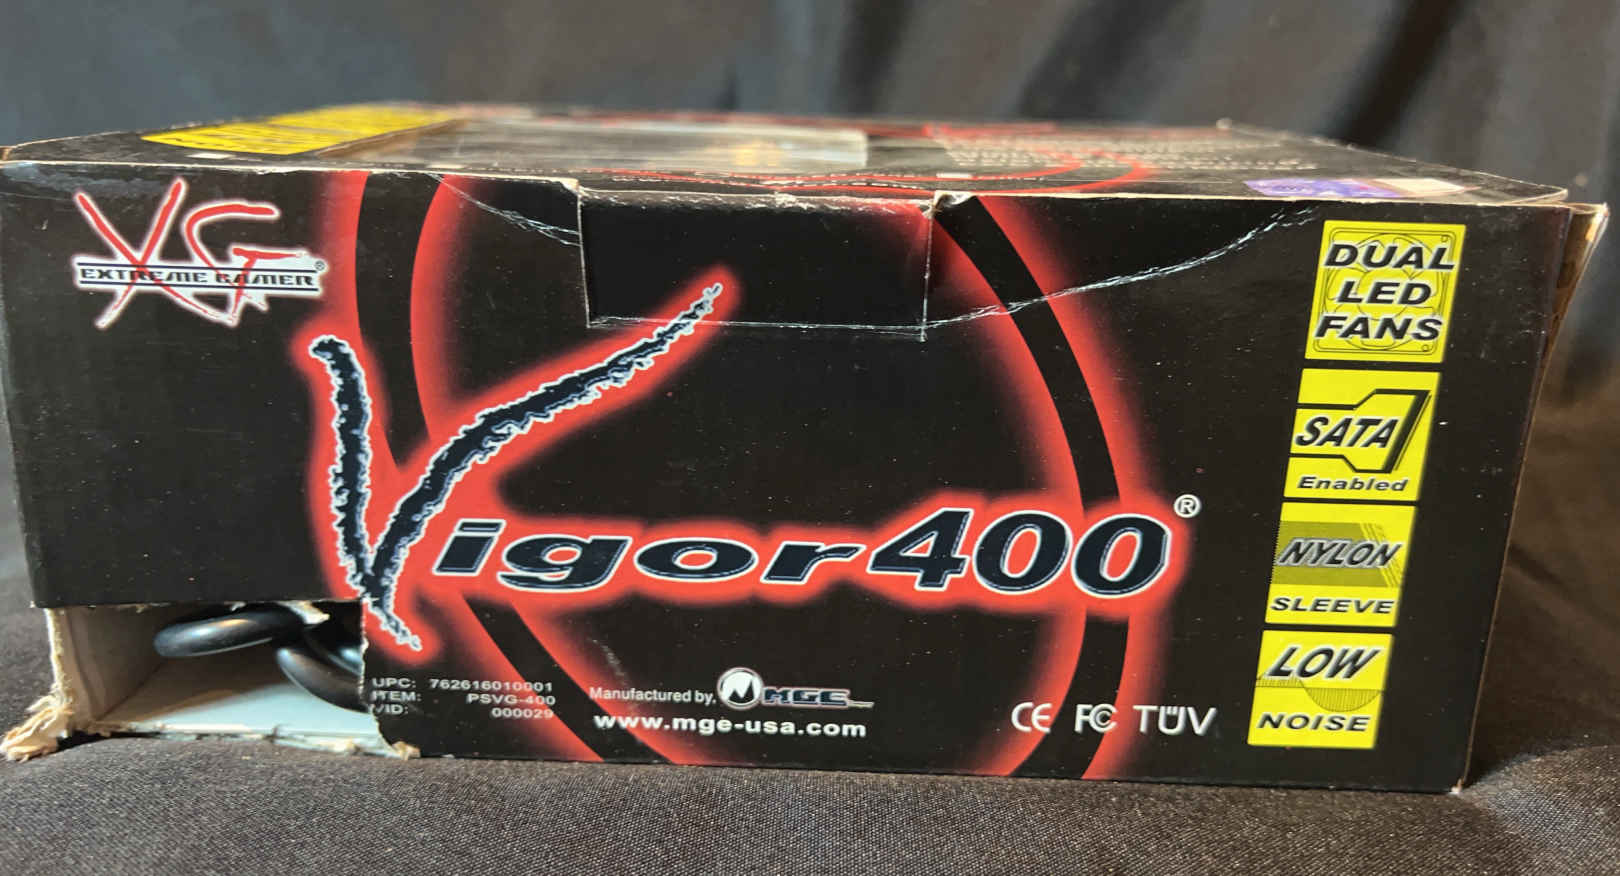 XG
EXTREME GAMER®
Vigor400®
DUAL
LED
FANS
SATA
Enabled
NYLON
SLEEVE
LOW
NOISE
UPC: 762616010001
ITEM: PSVG-400
V/ID: 000029
Manufactured by, MGE
www.mge-usa.com
CE FC TÜV